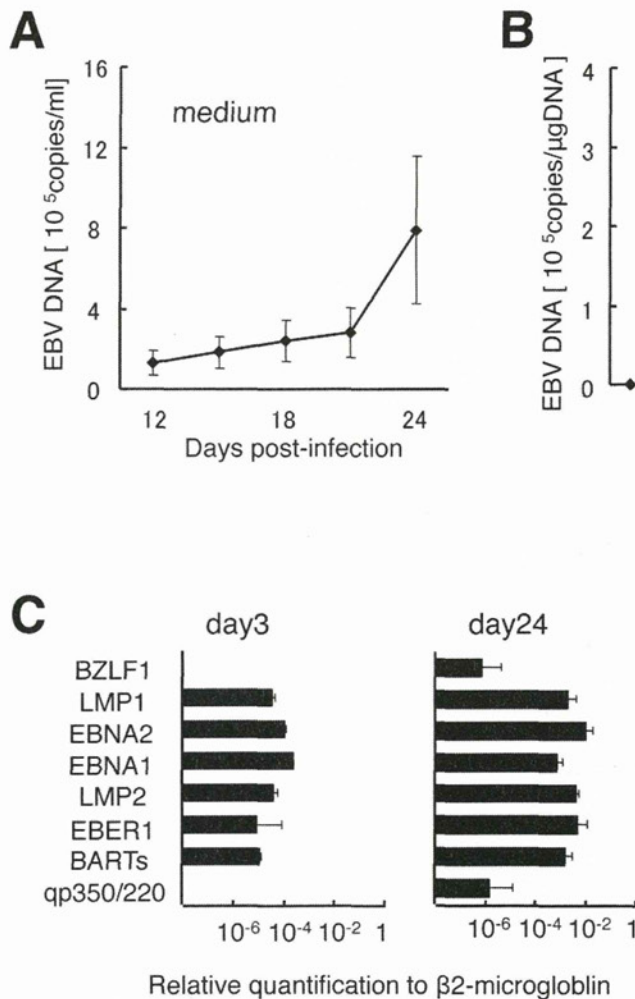 A
EBV DNA [ 10 ⁵copies/ml]
16
12
8
4
0
medium
12
18
24
Days post-infection
B
EBV DNA [ 10 ⁵copies/μgDNA ]
4
3
2
1
0
C
day3
day24
BZLF1
LMP1
EBNA2
EBNA1
LMP2
EBER1
BARTs
qp350/220
10⁻⁶ 10⁻⁴ 10⁻² 1
10⁻⁶ 10⁻⁴ 10⁻² 1
Relative quantification to β2-microgloblin